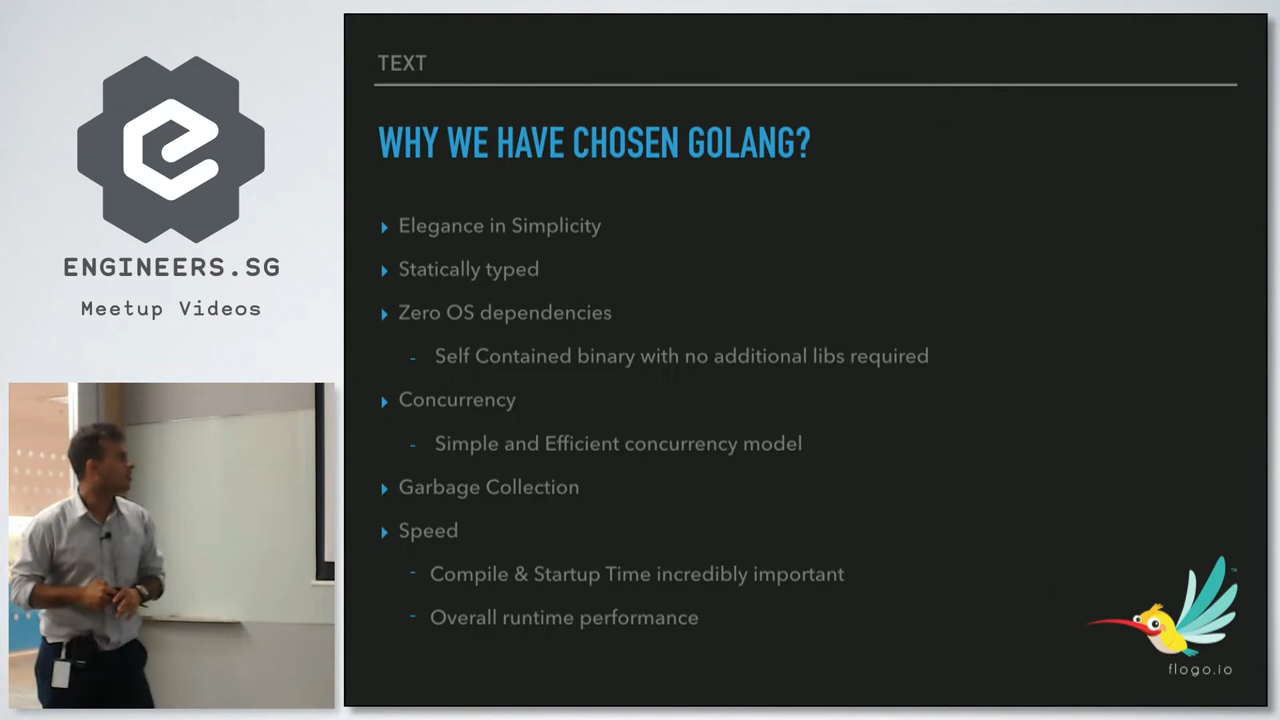 ENGINEERS.SG
Meetup Videos
TEXT
WHY WE HAVE CHOSEN GOLANG?
Elegance in Simplicity
Statically typed
Zero OS dependencies
- Self Contained binary with no additional libs required
Concurrency
- Simple and Efficient concurrency model
Garbage Collection
Speed
- Compile & Startup Time incredibly important
- Overall runtime performance
TM
flogo.io